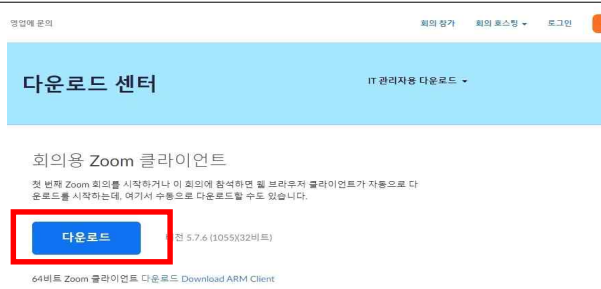 영업에 문의
회의 참가 회의 호스팅 로그인
다운로드 센터
IT 관리자용 다운로드
회의용 Zoom 클라이언트
첫 번째 Zoom 회의를 시작하거나 이 회의에 참석하면 웹 브라우저 클라이언트가 자동으로 다
운로드를 시작하는데, 여기서 수동으로 다운로드할 수도 있습니다.
다운로드
전 5.7.6 (1055)(32비트)
64비트 Zoom 클라이언트 다운로드 Download ARM Client